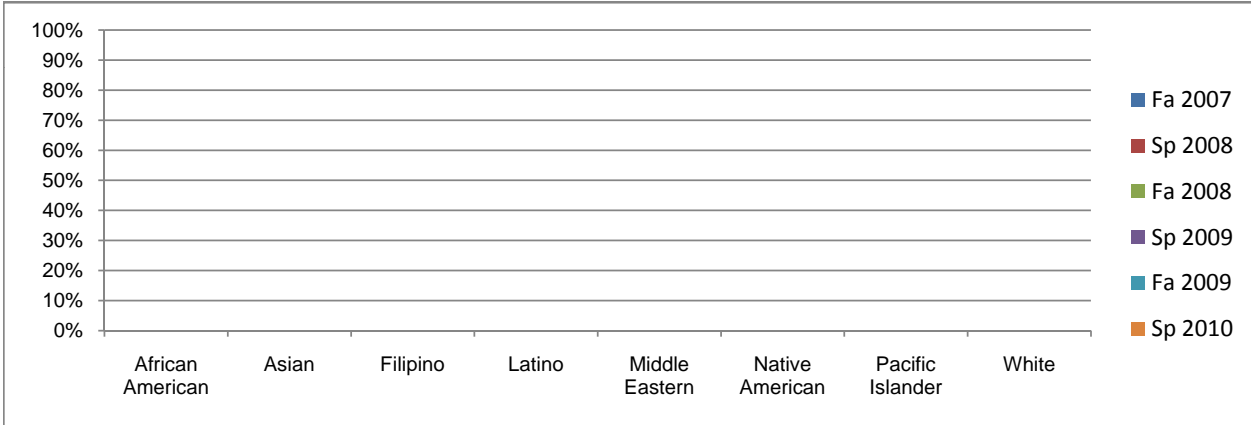 100%
90%
80%
70%
60%
50%
40%
30%
20%
10%
0%
African American
Asian
Filipino
Latino
Middle Eastern
Native American
Pacific Islander
White
Fa 2007
Sp 2008
Fa 2008
Sp 2009
Fa 2009
Sp 2010